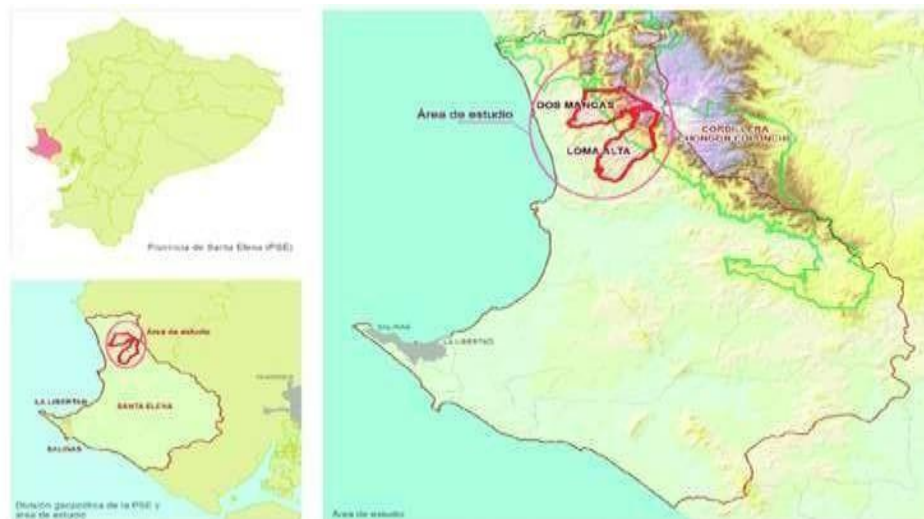 Provincia de Santa Elena (PSE)
Área de estudio
LA LIBERTAD
SANTA ELENA
SALINAS
División geopolítica de la PSE y
área de estudio
Área de estudio
DOS MANGAS
LOMA ALTA
CORDILLERA
CHONGON COLONCHE
SALINAS
LA LIBERTAD
Área de estudio